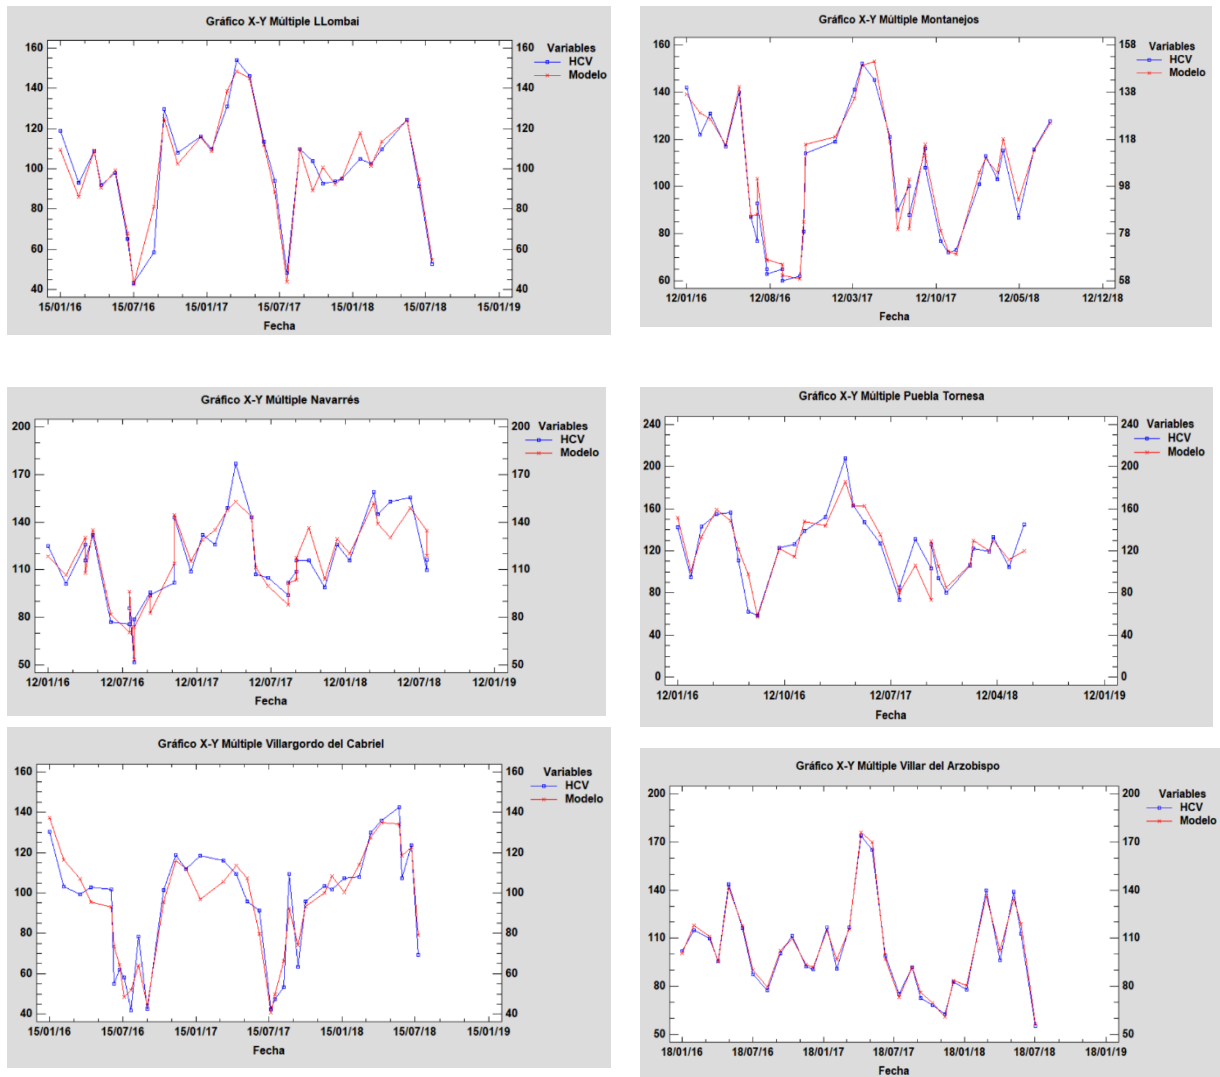 Gráfico X-Y Múltiple LLombai
160
140
120
100
80
60
40
160
140
120
100
80
60
40
15/01/16 15/07/16 15/01/17 15/07/17 15/01/18 15/07/18 15/01/19
Fecha
Variables
HCV
Modelo
Gráfico X-Y Múltiple Montanejos
160
140
120
100
80
60
158
138
118
98
78
58
12/01/16 12/08/16 12/03/17 12/10/17 12/05/18 12/12/18
Fecha
Variables
HCV
Modelo
Gráfico X-Y Múltiple Navarrés
200
170
140
110
80
50
200
170
140
110
80
50
12/01/16 12/07/16 12/01/17 12/07/17 12/01/18 12/07/18 12/01/19
Fecha
Variables
HCV
Modelo
Gráfico X-Y Múltiple Puebla Tornesa
240
200
160
120
80
40
0
240
200
160
120
80
40
0
12/01/16 12/10/16 12/07/17 12/04/18 12/01/19
Fecha
Variables
HCV
Modelo
Gráfico X-Y Múltiple Villargordo del Cabriel
160
140
120
100
80
60
40
160
140
120
100
80
60
40
15/01/16 15/07/16 15/01/17 15/07/17 15/01/18 15/07/18 15/01/19
Fecha
Variables
HCV
Modelo
Gráfico X-Y Múltiple Villar del Arzobispo
200
170
140
110
80
50
200
170
140
110
80
50
18/01/16 18/07/16 18/01/17 18/07/17 18/01/18 18/07/18 18/01/19
Fecha
Variables
HCV
Modelo